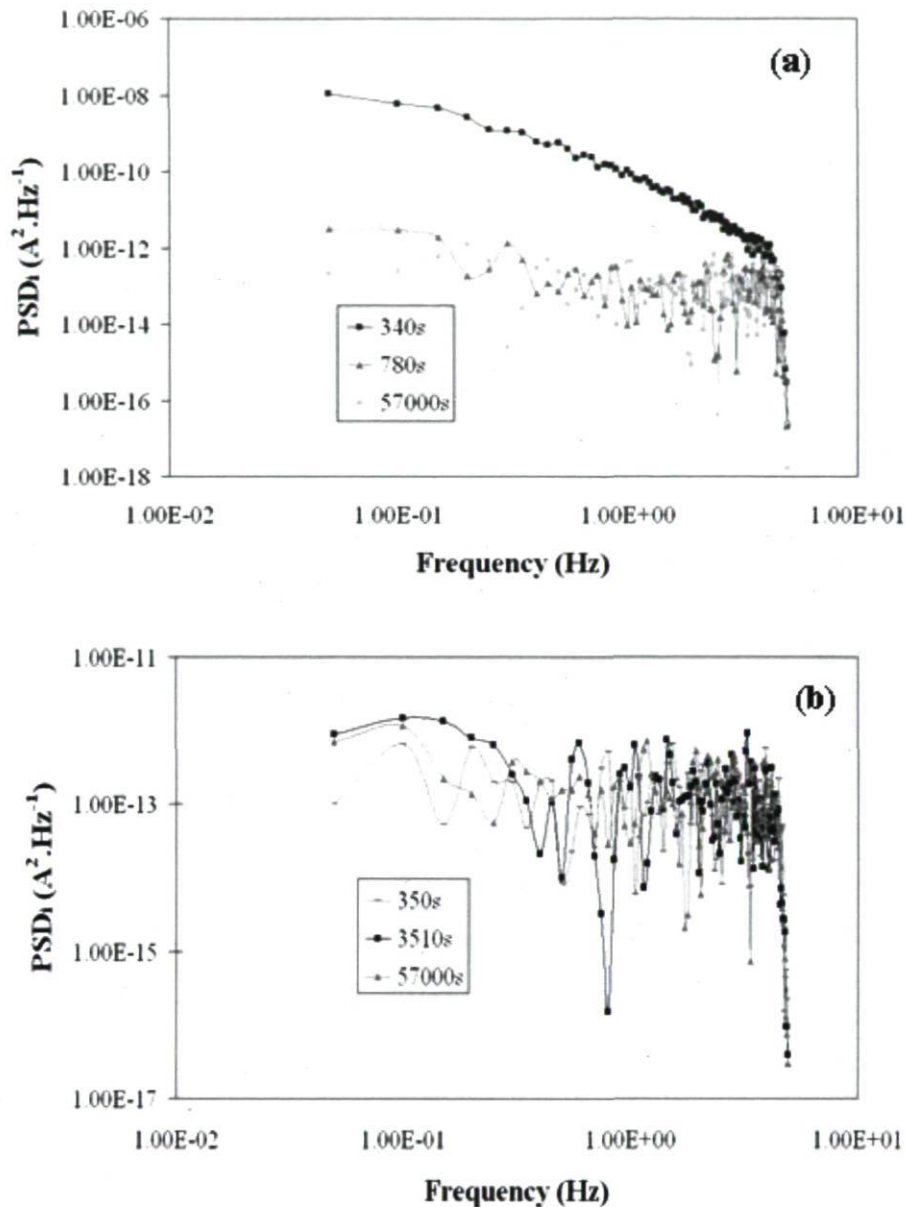 (a)
1.00E-06
1.00E-08
1.00E-10
1.00E-12
1.00E-14
1.00E-16
1.00E-18
PSDi (A².Hz⁻¹)
340s
780s
57000s
1.00E-02
1.00E-01
1.00E+00
1.00E+01
Frequency (Hz)
(b)
1.00E-11
1.00E-13
1.00E-15
1.00E-17
PSDi (A².Hz⁻¹)
350s
3510s
57000s
1.00E-02
1.00E-01
1.00E+00
1.00E+01
Frequency (Hz)